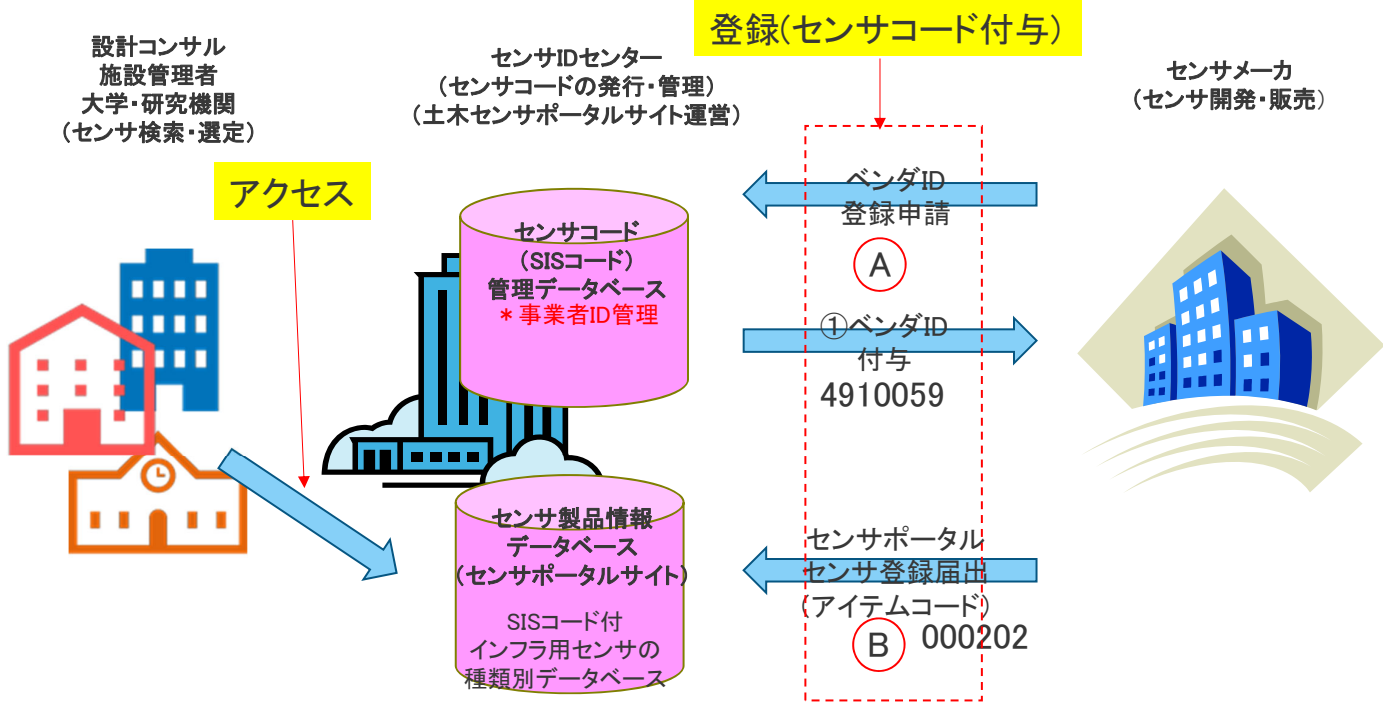 登録(センサコード付与)
設計コンサル
施設管理者
大学・研究機関
(センサ検索・選定)
センサIDセンター
(センサコードの発行・管理)
(土木センサポータルサイト運営)
センサメーカ
(センサ開発・販売)
アクセス
センサコード
(SISコード)
管理データベース
*事業者ID管理
ベンダID
登録申請
A
①ベンダID
付与
4910059
センサ製品情報
データベース
(センサポータルサイト)
SISコード付
インフラ用センサの
種類別データベース
センサポータル
センサ登録届出
(アイテムコード)
B
000202